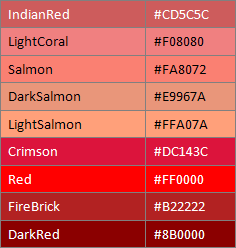 IndianRed #CD5C5C
LightCoral #F08080
Salmon #FA8072
DarkSalmon #E9967A
LightSalmon #FFA07A
Crimson #DC143C
Red #FF0000
FireBrick #B22222
DarkRed #8B0000